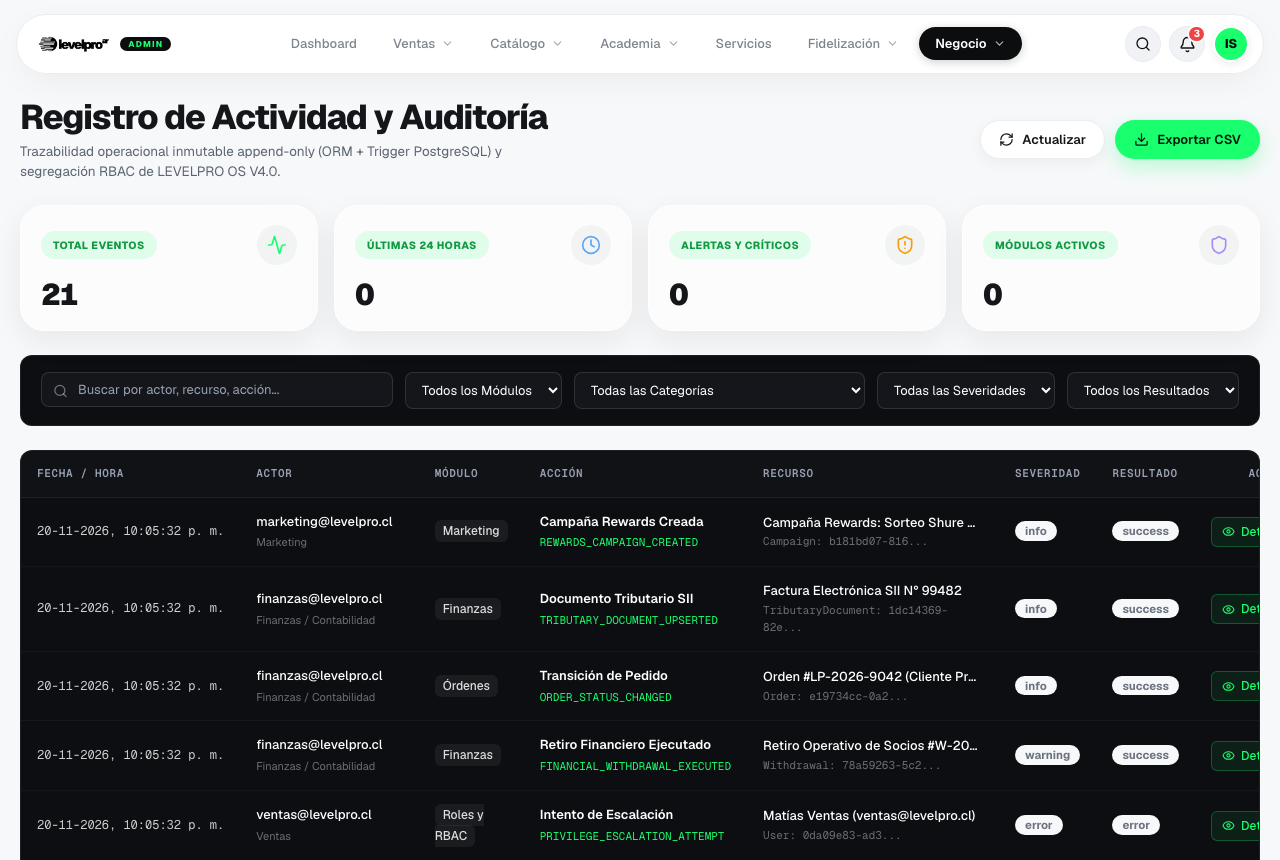 levelpro ADMIN
Dashboard
Ventas
Catálogo
Academia
Servicios
Fidelización
Negocio
3
IS
Registro de Actividad y Auditoría
Trazabilidad operacional inmutable append-only (ORM + Trigger PostgreSQL) y
segregación RBAC de LEVELPRO OS V4.0.
Actualizar
Exportar CSV
TOTAL EVENTOS
21
ÚLTIMAS 24 HORAS
0
ALERTAS Y CRÍTICOS
0
MÓDULOS ACTIVOS
0
Buscar por actor, recurso, acción...
Todos los Módulos
Todas las Categorías
Todas las Severidades
Todos los Resultados
FECHA / HORA ACTOR MÓDULO ACCIÓN RECURSO SEVERIDAD RESULTADO AC
20-11-2026, 10:05:32 p. m. marketing@levelpro.cl Marketing Campaña Rewards Creada Campaña Rewards: Sorteo Shure ... info success Det
Marketing REWARDS_CAMPAIGN_CREATED Campaign: b181bd07-816...
20-11-2026, 10:05:32 p. m. finanzas@levelpro.cl Finanzas Documento Tributario SII Factura Electrónica SII N° 99482 info success Det
Finanzas / Contabilidad TRIBUTARY_DOCUMENT_UPSERTED TributaryDocument: 1dc14369-
82e...
20-11-2026, 10:05:32 p. m. finanzas@levelpro.cl Órdenes Transición de Pedido Orden #LP-2026-9042 (Cliente Pr... info success Det
Finanzas / Contabilidad ORDER_STATUS_CHANGED Order: e19734cc-0a2...
20-11-2026, 10:05:32 p. m. finanzas@levelpro.cl Finanzas Retiro Financiero Ejecutado Retiro Operativo de Socios #W-20... warning success Det
Finanzas / Contabilidad FINANCIAL_WITHDRAWAL_EXECUTED Withdrawal: 78a59263-5c2...
20-11-2026, 10:05:32 p. m. ventas@levelpro.cl Roles y Intento de Escalación Matías Ventas (ventas@levelpro.cl) error error Det
Ventas RBAC PRIVILEGE_ESCALATION_ATTEMPT User: 0da09e83-ad3...